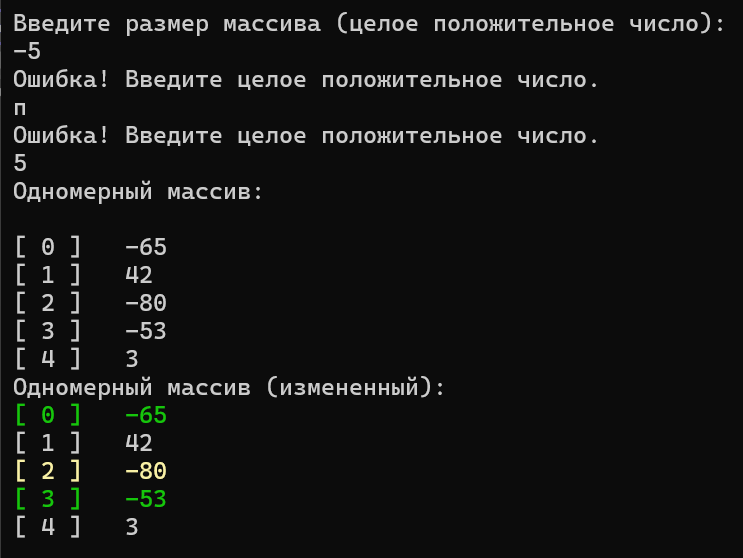 Введите размер массива (целое положительное число):
-5
Ошибка! Введите целое положительное число.
п
Ошибка! Введите целое положительное число.
5
Одномерный массив:
[ 0 ]   -65
[ 1 ]   42
[ 2 ]   -80
[ 3 ]   -53
[ 4 ]   3
Одномерный массив (измененный):
[ 0 ]   -65
[ 1 ]   42
[ 2 ]   -80
[ 3 ]   -53
[ 4 ]   3